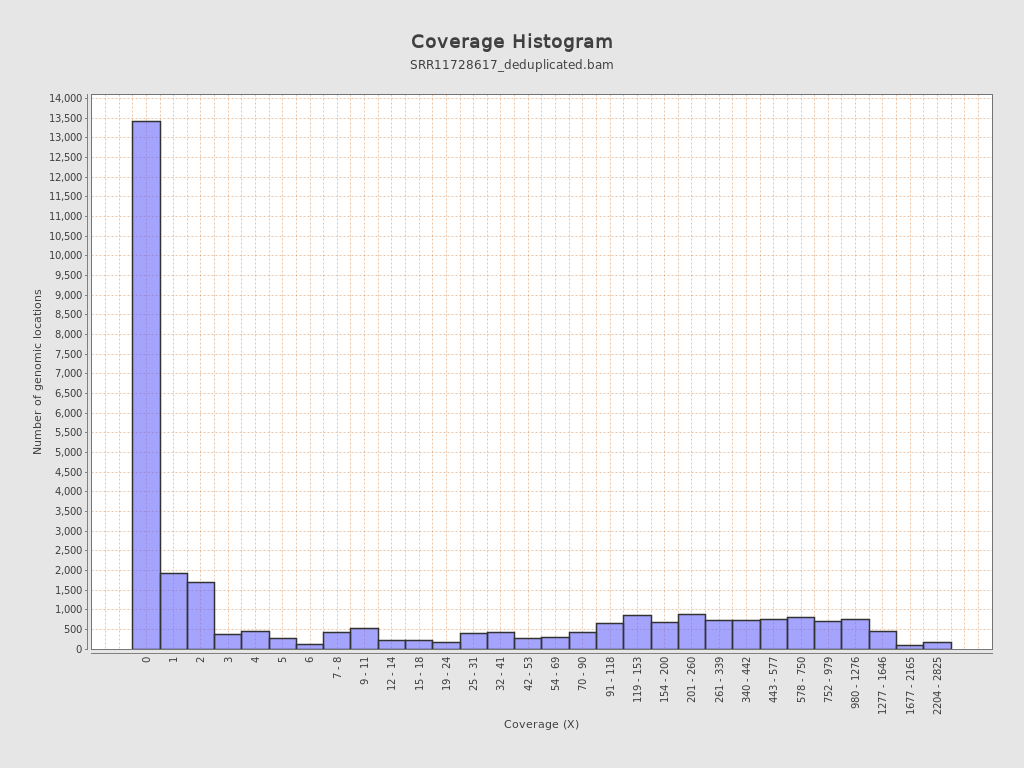 Coverage Histogram
SRR11728617_deduplicated.bam
Number of genomic locations
14,000
13,500
13,000
12,500
12,000
11,500
11,000
10,500
10,000
9,500
9,000
8,500
8,000
7,500
7,000
6,500
6,000
5,500
5,000
4,500
4,000
3,500
3,000
2,500
2,000
1,500
1,000
500
0
0
1
2
3
4
5
6
7 - 8
9 - 11
12 - 14
15 - 18
19 - 24
25 - 31
32 - 41
42 - 53
54 - 69
70 - 90
91 - 118
119 - 153
154 - 200
201 - 260
261 - 339
340 - 442
443 - 577
578 - 750
752 - 979
980 - 1276
1277 - 1646
1677 - 2165
2204 - 2825
Coverage (X)